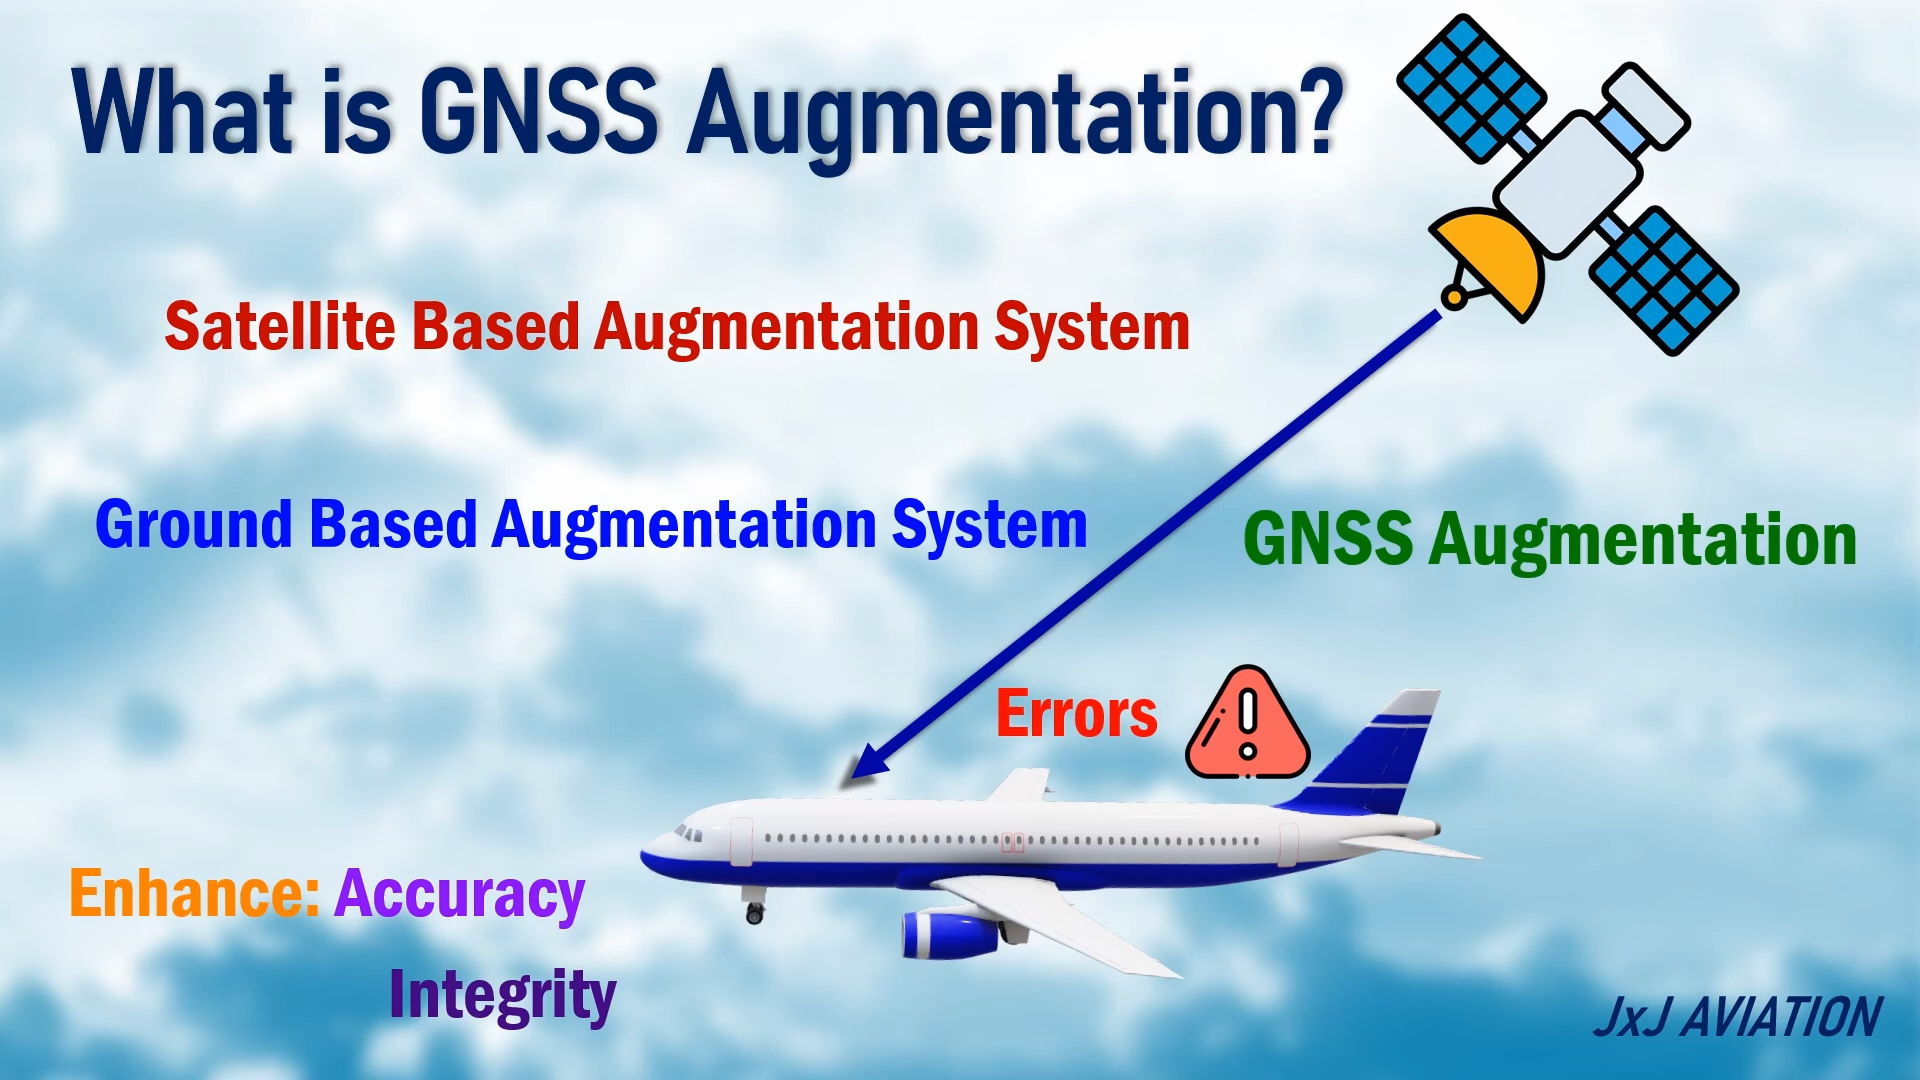 What is GNSS Augmentation?
Satellite Based Augmentation System
Ground Based Augmentation System
GNSS Augmentation
Errors
Enhance: Accuracy
Integrity
JxJ AVIATION